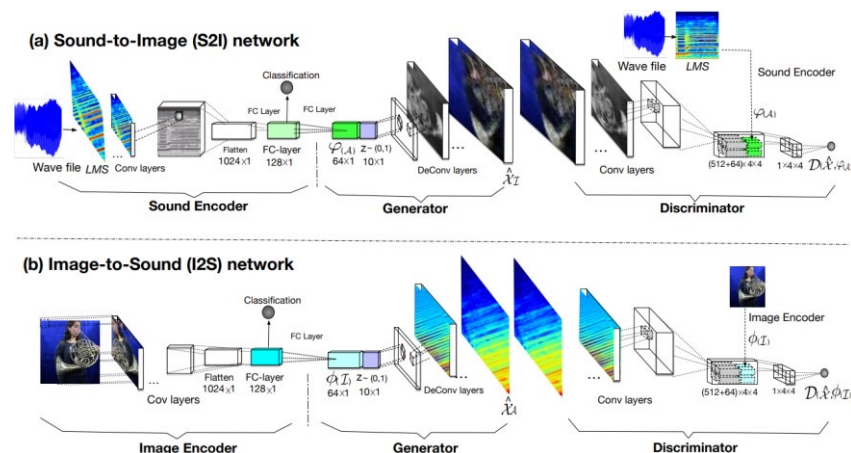 (a) Sound-to-Image (S2I) network
Wave file
LMS
Conv layers
Flatten
1024×1
Classification
FC Layer
FC-layer
128×1
FC Layer
φ(A)
64×1
Z~ (0,1)
10×1
DeConv layers
X̂I
Conv layers
Wave file
LMS
Sound Encoder
φ(A)
(512+64)×4×4
1×4×4
Sound Encoder
Generator
Discriminator
(b) Image-to-Sound (I2S) network
Cov layers
Flatten
1024×1
Classification
FC-layer
128×1
FC Layer
ϕ(I)
64×1
Z~ (0,1)
10×1
DeConv layers
X̂A
Conv layers
Image Encoder
ϕ(I)
(512+64)×4×4
1×4×4
Image Encoder
Generator
Discriminator